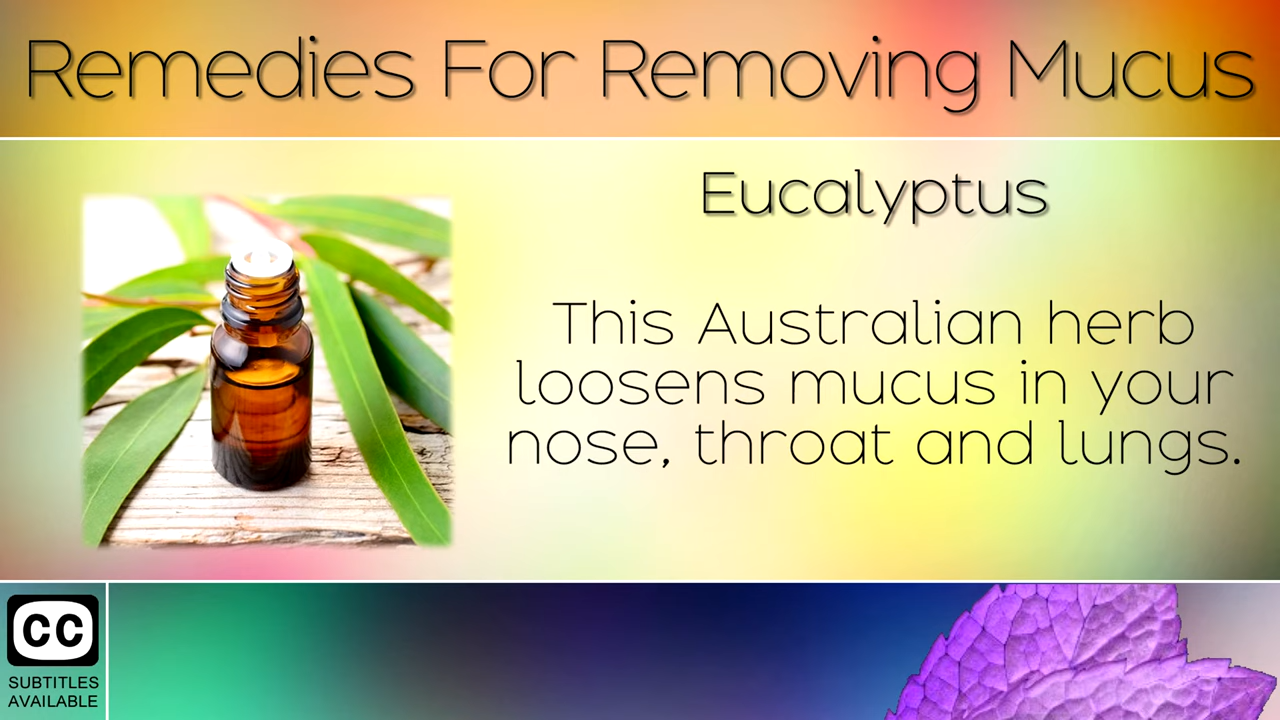 Remedies For Removing Mucus
Eucalyptus
This Australian herb
loosens mucus in your
nose, throat and lungs.
CC
SUBTITLES
AVAILABLE